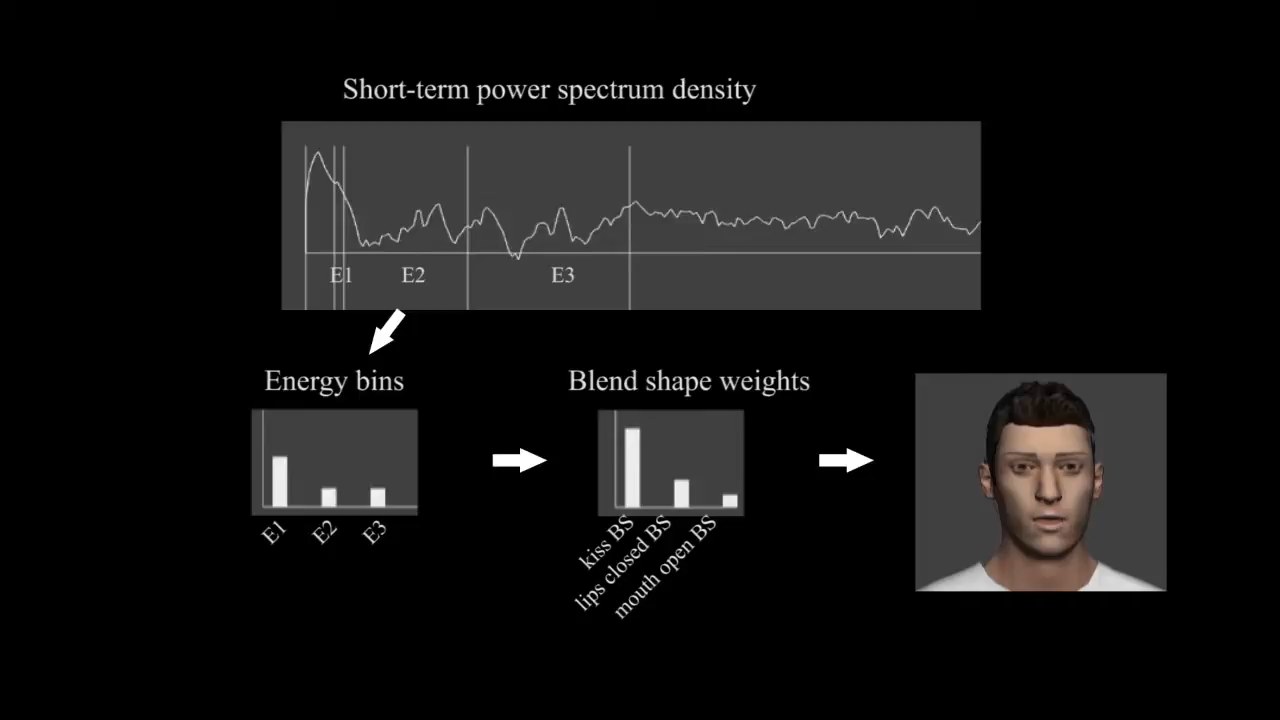 Short-term power spectrum density
E1
E2
E3
Energy bins
Blend shape weights
E1
E2
E3
kiss BS
lips closed BS
mouth open BS